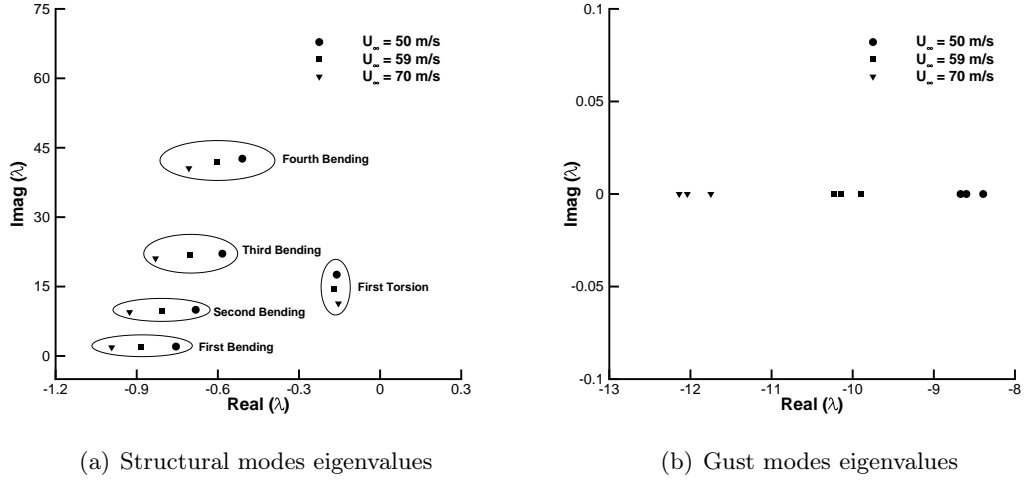 75
60
45
30
15
0
Imag (λ)
U∞ = 50 m/s
U∞ = 59 m/s
U∞ = 70 m/s
Fourth Bending
Third Bending
First Torsion
Second Bending
First Bending
-1.2 -0.9 -0.6 -0.3 0 0.3
Real (λ)
(a) Structural modes eigenvalues
0.1
0.05
0
-0.05
-0.1
Imag (λ)
U∞ = 50 m/s
U∞ = 59 m/s
U∞ = 70 m/s
-13 -12 -11 -10 -9 -8
Real (λ)
(b) Gust modes eigenvalues